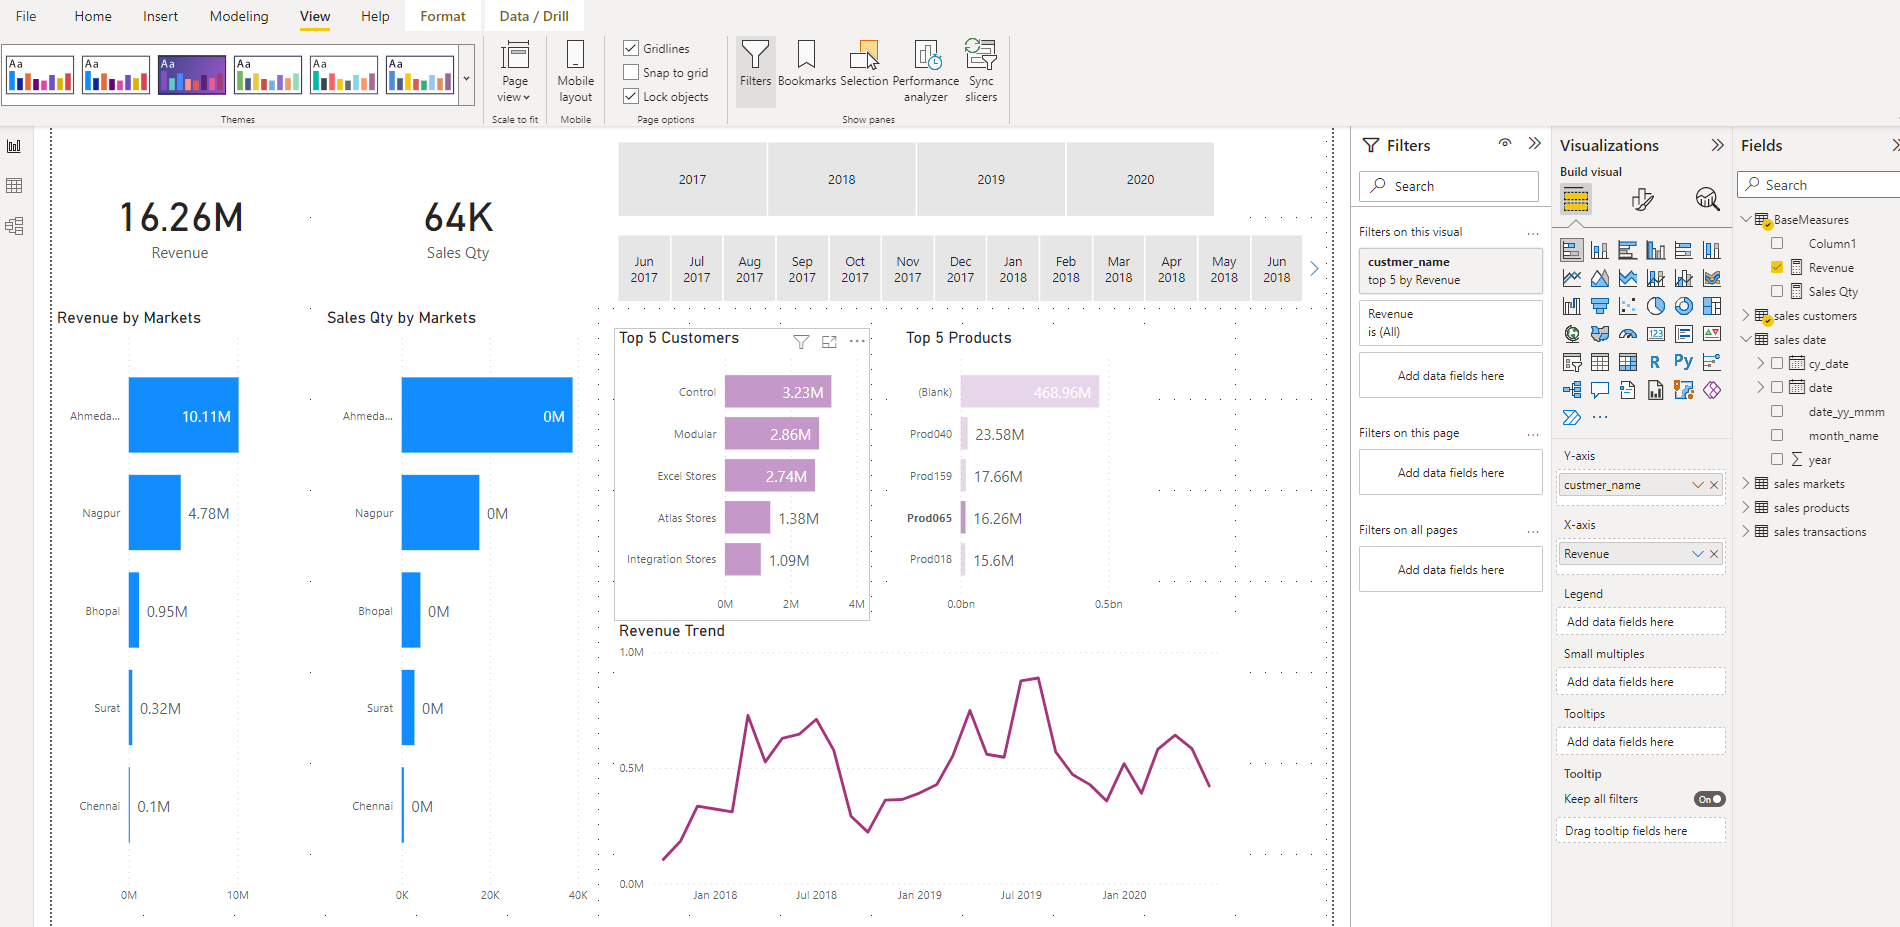 File Home Insert Modeling View Help Format Data / Drill
Aa Aa Aa Aa Aa Aa
Page view
Mobile layout
Gridlines
Snap to grid
Lock objects
Filters
Bookmarks
Selection
Performance analyzer
Sync slicers
Themes
Scale to fit
Mobile
Page options
Show panes
16.26M
Revenue
64K
Sales Qty
2017 2018 2019 2020
Jun 2017
Jul 2017
Aug 2017
Sep 2017
Oct 2017
Nov 2017
Dec 2017
Jan 2018
Feb 2018
Mar 2018
Apr 2018
May 2018
Jun 2018
Revenue by Markets
Ahmeda... 10.11M
Nagpur 4.78M
Bhopal 0.95M
Surat 0.32M
Chennai 0.1M
0M 10M
Sales Qty by Markets
Ahmeda... 0M
Nagpur 0M
Bhopal 0M
Surat 0M
Chennai 0M
0K 20K 40K
Top 5 Customers
Control 3.23M
Modular 2.86M
Excel Stores 2.74M
Atlas Stores 1.38M
Integration Stores 1.09M
0M 2M 4M
Top 5 Products
(Blank) 468.96M
Prod040 23.58M
Prod159 17.66M
Prod065 16.26M
Prod018 15.6M
0.0bn 0.5bn
Revenue Trend
1.0M
0.5M
0.0M
Jan 2018 Jul 2018 Jan 2019 Jul 2019 Jan 2020
Filters
Search
Filters on this visual ...
custmer_name
top 5 by Revenue
Revenue
is (All)
Add data fields here
Filters on this page ...
Add data fields here
Filters on all pages ...
Add data fields here
Visualizations
Build visual
123
R Py
...
Y-axis
custmer_name
X-axis
Revenue
Legend
Add data fields here
Small multiples
Add data fields here
Tooltips
Add data fields here
Tooltip
Keep all filters On
Drag tooltip fields here
Fields
Search
BaseMeasures
Column1
Revenue
Sales Qty
sales customers
sales date
cy_date
date
date_yy_mmm
month_name
Σ year
sales markets
sales products
sales transactions